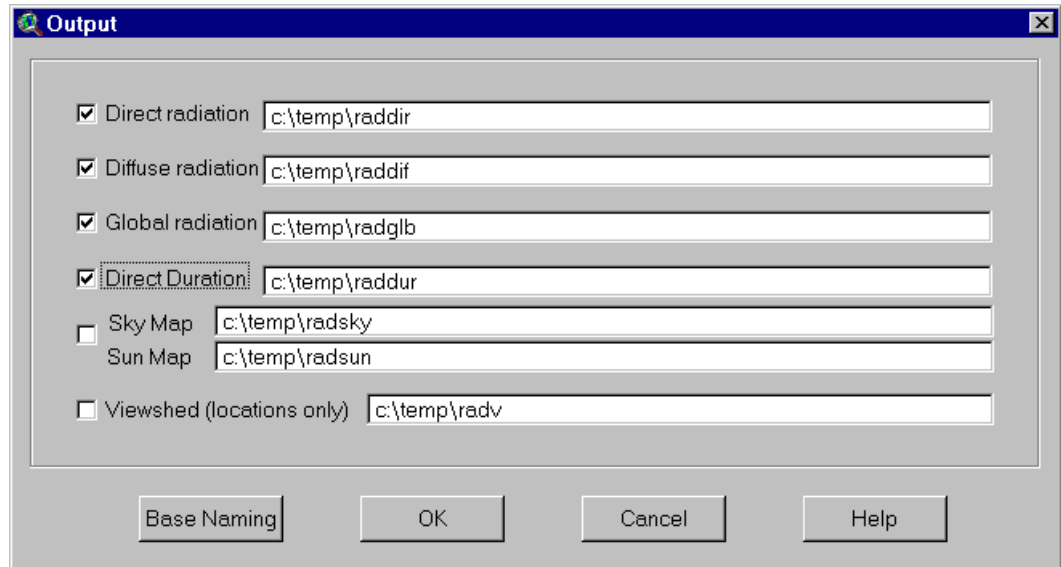 Output
Direct radiation c:\temp\raddir
Diffuse radiation c:\temp\raddif
Global radiation c:\temp\radglb
Direct Duration c:\temp\raddur
Sky Map c:\temp\radsky
Sun Map c:\temp\radsun
Viewshed (locations only) c:\temp\radv
Base Naming OK Cancel Help